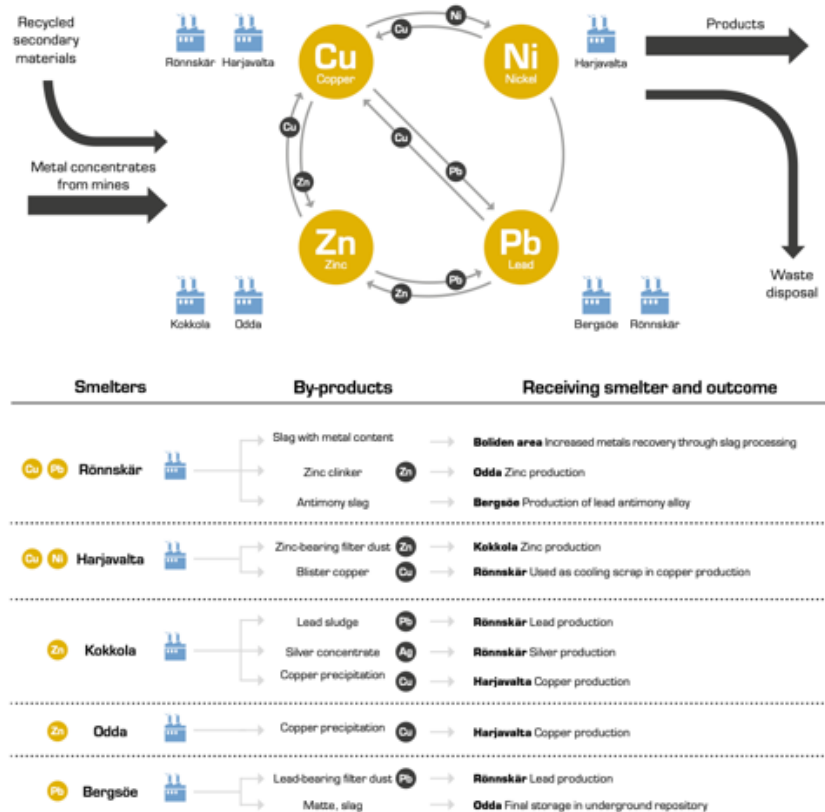 Recycled
secondary
materials
Rönnskär Harjavalta
Cu
Copper
Ni
Cu
Ni
Nickel
Harjavalta
Products
Metal concentrates
from mines
Cu
Zn
Cu
Pb
Zn
Zinc
Pb
Zn
Pb
Lead
Kokkola Odda
Bergsöe Rönnskär
Waste
disposal
Smelters By-products Receiving smelter and outcome
Cu Pb Rönnskär
Slag with metal content Boliden area Increased metals recovery through slag processing
Zinc clinker Zn Odda Zinc production
Antimony slag Bergsöe Production of lead antimony alloy
Cu Ni Harjavalta
Zinc-bearing filter dust Zn Kokkola Zinc production
Blister copper Cu Rönnskär Used as cooling scrap in copper production
Zn Kokkola
Lead sludge Pb Rönnskär Lead production
Silver concentrate Ag Rönnskär Silver production
Copper precipitation Cu Harjavalta Copper production
Zn Odda
Copper precipitation Cu Harjavalta Copper production
Pb Bergsöe
Lead-bearing filter dust Pb Rönnskär Lead production
Matte, slag Odda Final storage in underground repository